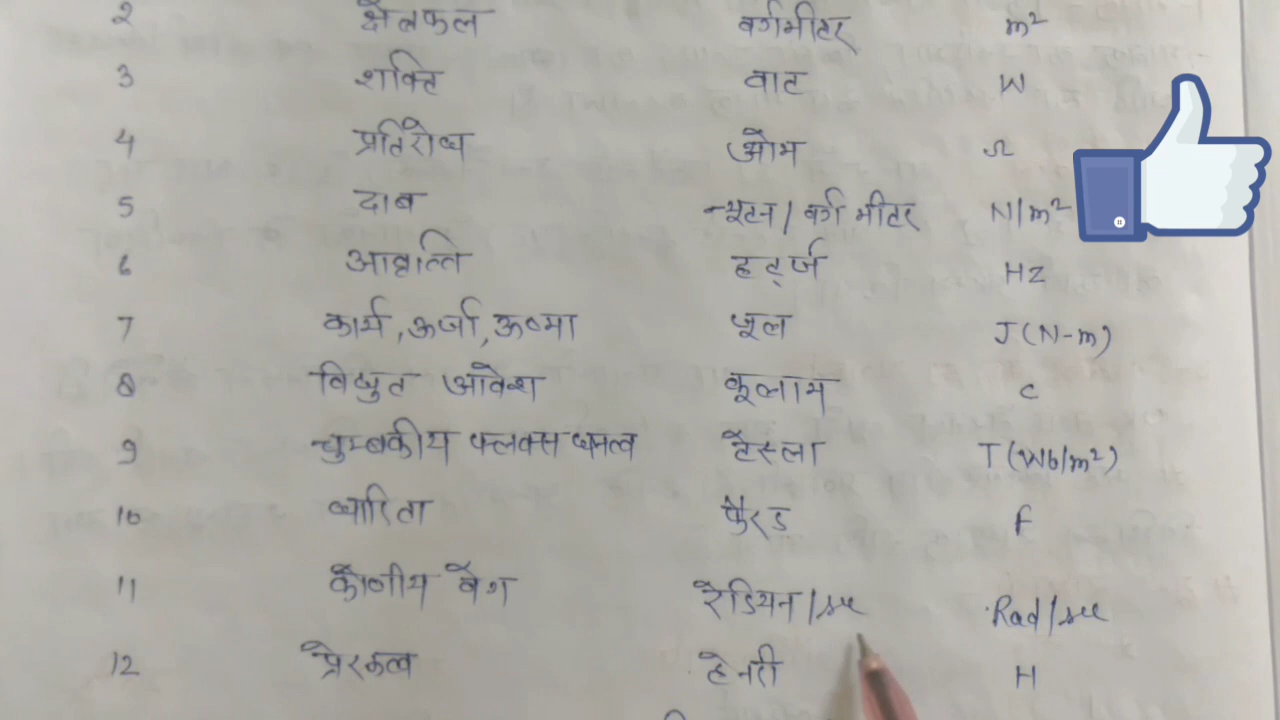 2 क्षेत्रफल वर्गमीटर m²
3 शक्ति वाट W
4 प्रतिरोध ओम Ω
5 दाब न्यूटन/वर्ग मीटर N/m²
6 आवृत्ति हर्ट्ज HZ
7 कार्य,ऊर्जा,ऊष्मा जूल J(N-m)
8 विद्युत आवेश कूलाम C
9 चुम्बकीय फ्लक्स घनत्व टेस्ला T(Wb/m²)
10 धारिता फैरड f
11 कोणीय वेग रेडियन/sec Rad/sec
12 प्रेरकत्व हेनरी H